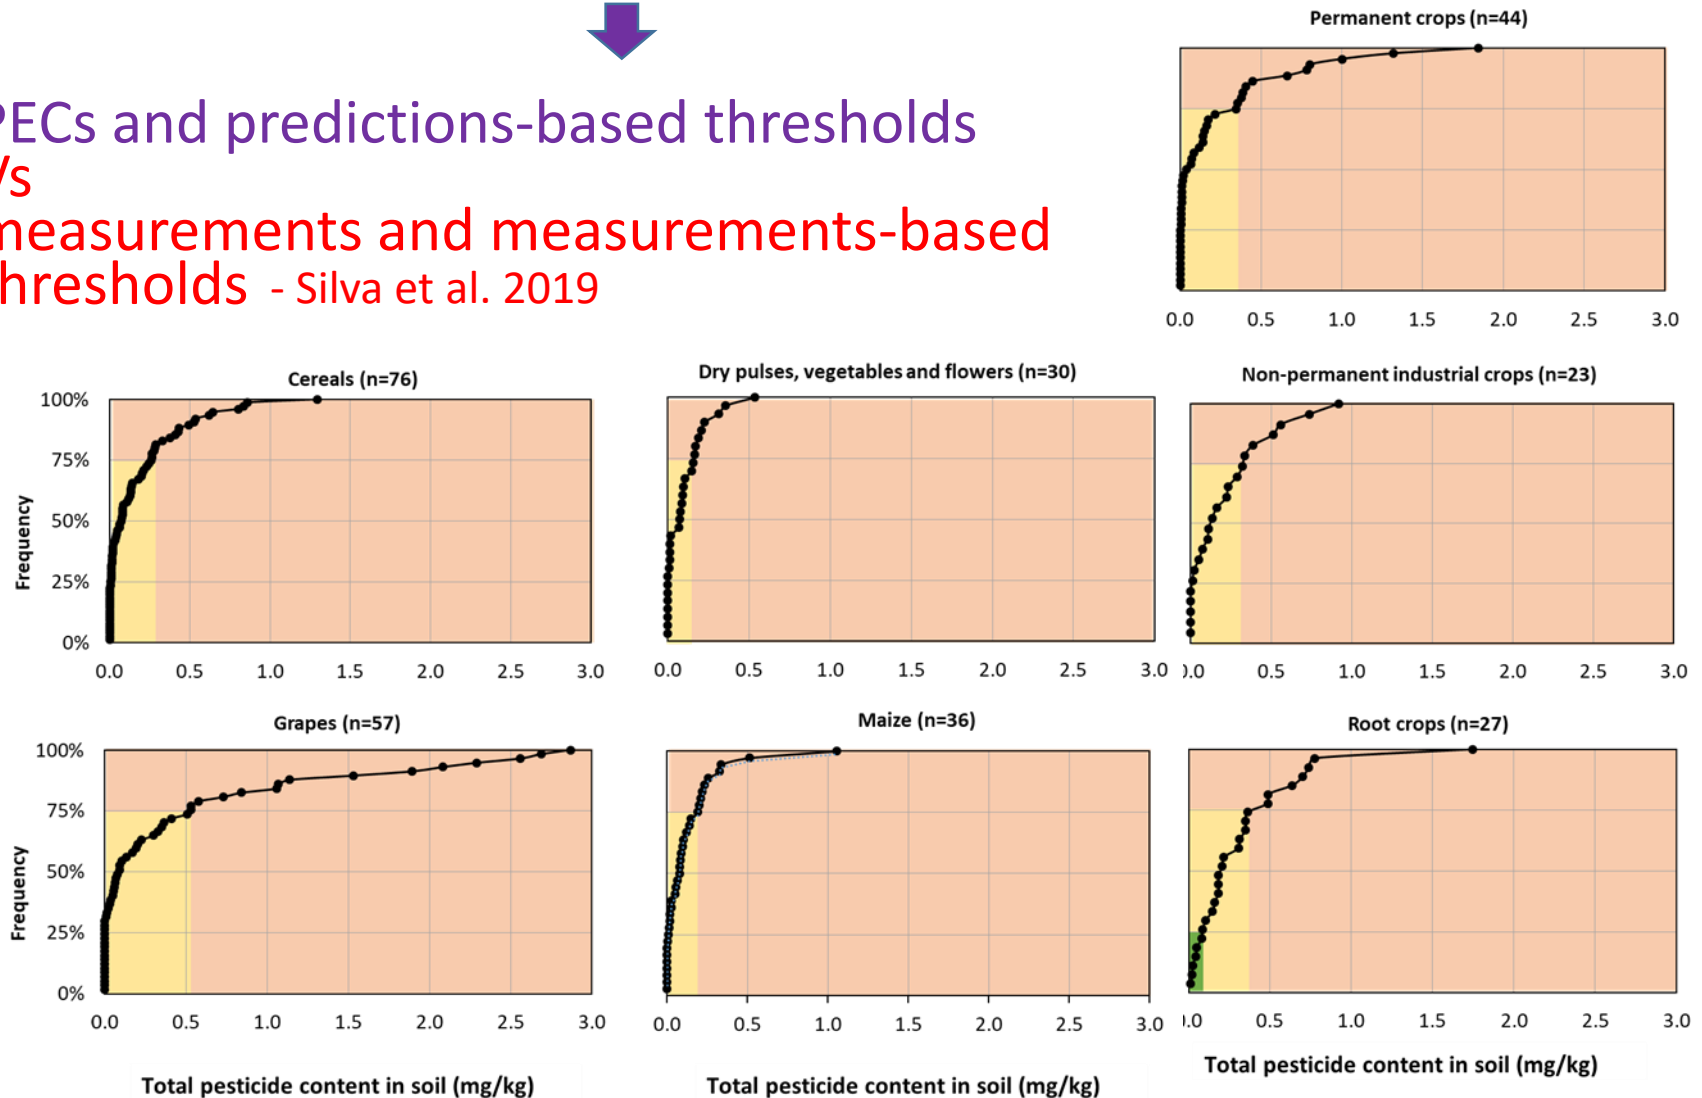 Permanent crops (n=44)
PECs and predictions-based thresholds
Vs
measurements and measurements-based
thresholds - Silva et al. 2019
0.0 0.5 1.0 1.5 2.0 2.5 3.0
Cereals (n=76)
100%
75%
50%
25%
0%
Frequency
0.0 0.5 1.0 1.5 2.0 2.5 3.0
Dry pulses, vegetables and flowers (n=30)
0.0 0.5 1.0 1.5 2.0 2.5 3.0
Non-permanent industrial crops (n=23)
0.0 0.5 1.0 1.5 2.0 2.5 3.0
Grapes (n=57)
100%
75%
50%
25%
0%
Frequency
0.0 0.5 1.0 1.5 2.0 2.5 3.0
Total pesticide content in soil (mg/kg)
Maize (n=36)
0.0 0.5 1.0 1.5 2.0 2.5 3.0
Total pesticide content in soil (mg/kg)
Root crops (n=27)
0.0 0.5 1.0 1.5 2.0 2.5 3.0
Total pesticide content in soil (mg/kg)